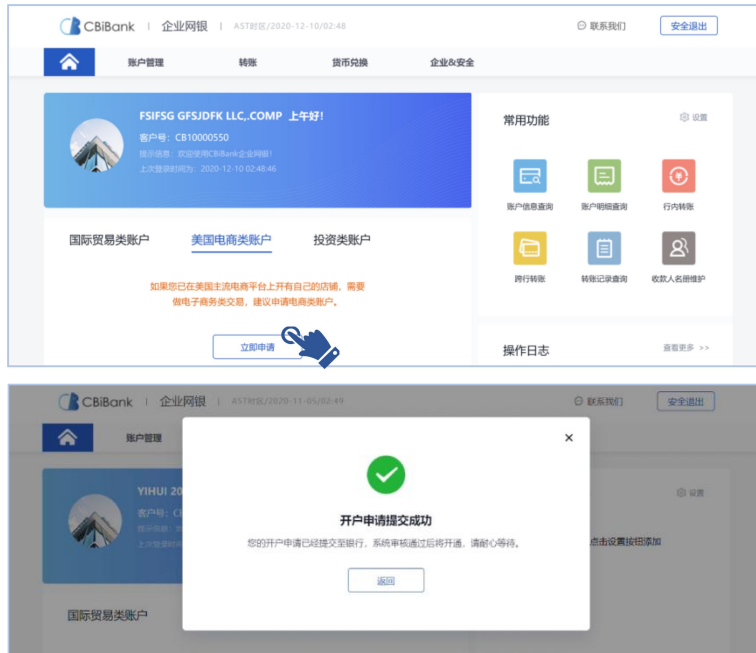 CBiBank | 企业网银 | AST时区/2020-12-10/02:48 联系我们 安全退出
账户管理 转账 货币兑换 企业&安全
FSIFSG GFSJDFK LLC,.COMP 上午好!
客户号：CB10000550
提示信息：欢迎使用CBiBank企业网银!
上次登录时间为：2020-12-10 02:48:46
常用功能 设置
账户信息查询 账户明细查询 行内转账
跨行转账 转账记录查询 收款人名册维护
国际贸易类账户 美国电商类账户 投资类账户
如果您已在美国主流电商平台上开有自己的店铺，需要
做电子商务类交易，建议申请电商类账户。
立即申请
操作日志 查看更多 >>
CBiBank | 企业网银 | AST时区/2020-11-05/02:49 联系我们 安全退出
账户管理
YIHUI 20
客户号：CE
上次登录时间
设置
点击设置按钮添加
开户申请提交成功
您的开户申请已经提交至银行，系统审核通过后将开通，请耐心等待。
返回
国际贸易类账户